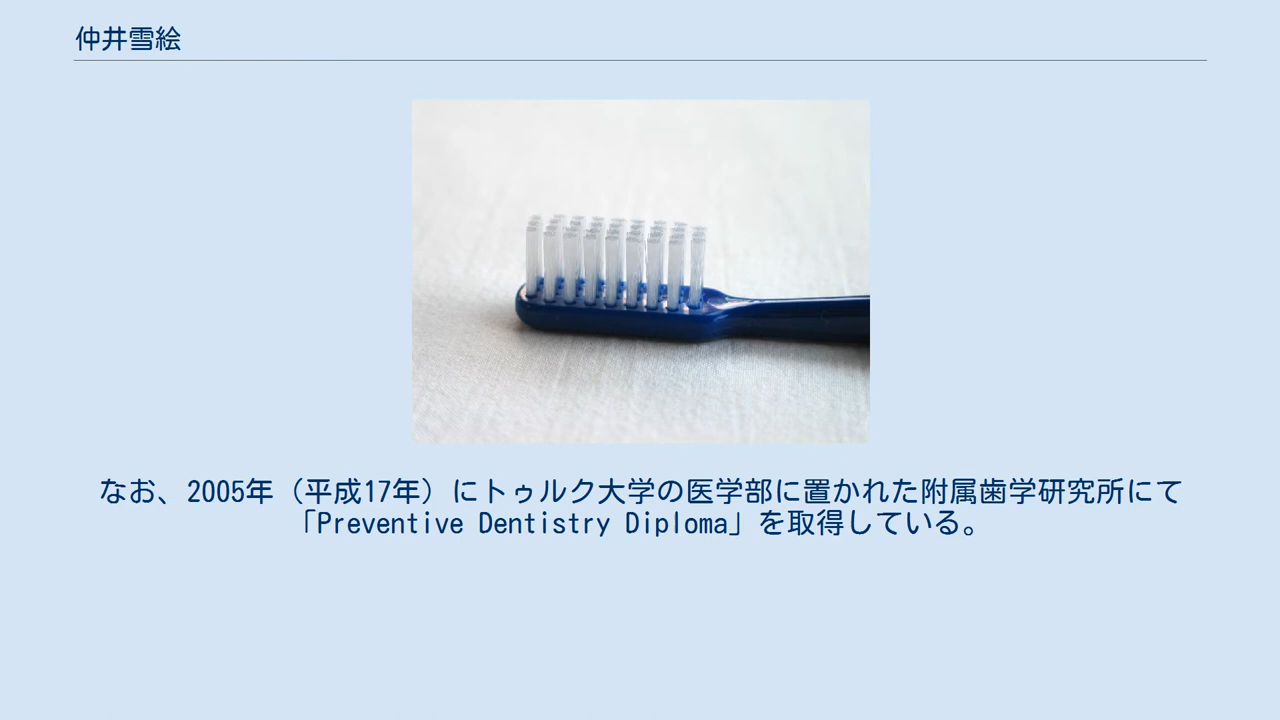 仲井雪絵
なお、2005年（平成17年）にトゥルク大学の医学部に置かれた附属歯学研究所にて
「Preventive Dentistry Diploma」を取得している。